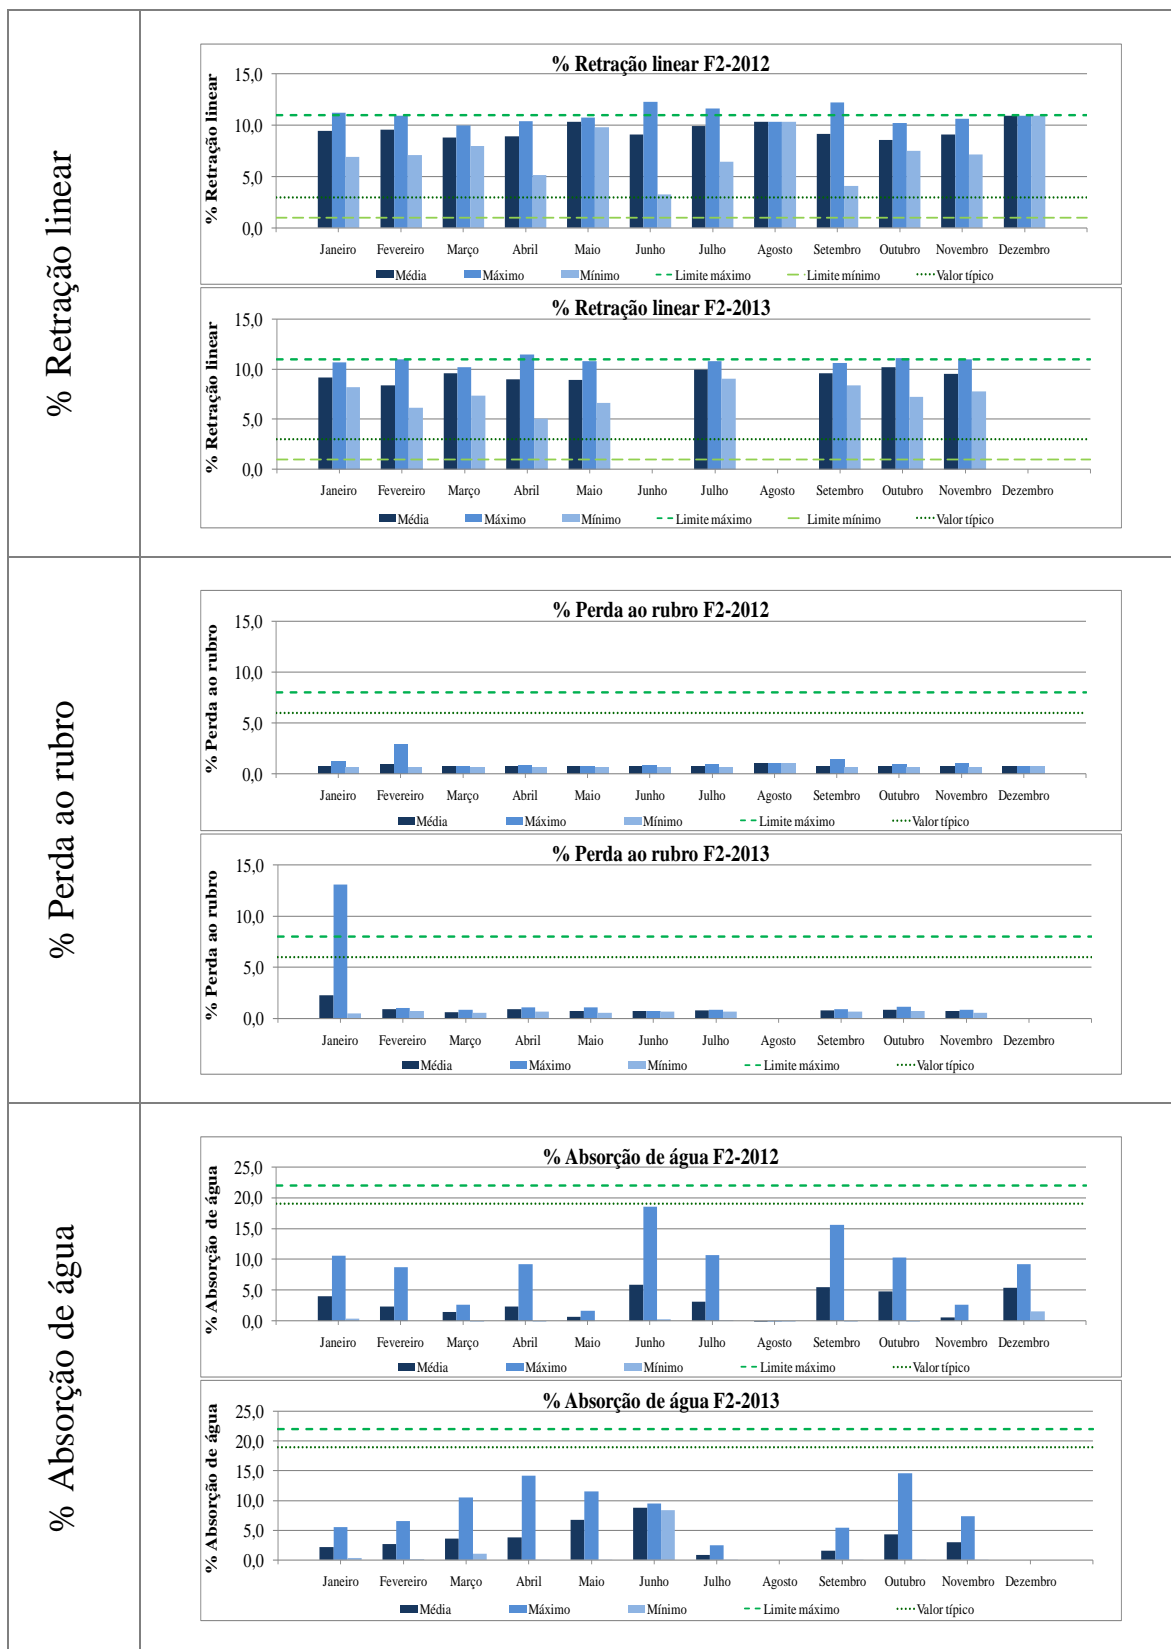 % Retração linear
% Retração linear F2-2012
% Retração linear
15,0
10,0
5,0
0,0
Janeiro Fevereiro Março Abril Maio Junho Julho Agosto Setembro Outubro Novembro Dezembro
Média Máximo Mínimo Limite máximo Limite mínimo Valor típico
% Retração linear F2-2013
% Retração linear
15,0
10,0
5,0
0,0
Janeiro Fevereiro Março Abril Maio Junho Julho Agosto Setembro Outubro Novembro Dezembro
Média Máximo Mínimo Limite máximo Limite mínimo Valor típico
% Perda ao rubro
% Perda ao rubro F2-2012
% Perda ao rubro
15,0
10,0
5,0
0,0
Janeiro Fevereiro Março Abril Maio Junho Julho Agosto Setembro Outubro Novembro Dezembro
Média Máximo Mínimo Limite máximo Valor típico
% Perda ao rubro F2-2013
% Perda ao rubro
15,0
10,0
5,0
0,0
Janeiro Fevereiro Março Abril Maio Junho Julho Agosto Setembro Outubro Novembro Dezembro
Média Máximo Mínimo Limite máximo Valor típico
% Absorção de água
% Absorção de água F2-2012
% Absorção de água
25,0
20,0
15,0
10,0
5,0
0,0
Janeiro Fevereiro Março Abril Maio Junho Julho Agosto Setembro Outubro Novembro Dezembro
Média Máximo Mínimo Limite máximo Valor típico
% Absorção de água F2-2013
% Absorção de água
25,0
20,0
15,0
10,0
5,0
0,0
Janeiro Fevereiro Março Abril Maio Junho Julho Agosto Setembro Outubro Novembro Dezembro
Média Máximo Mínimo Limite máximo Valor típico